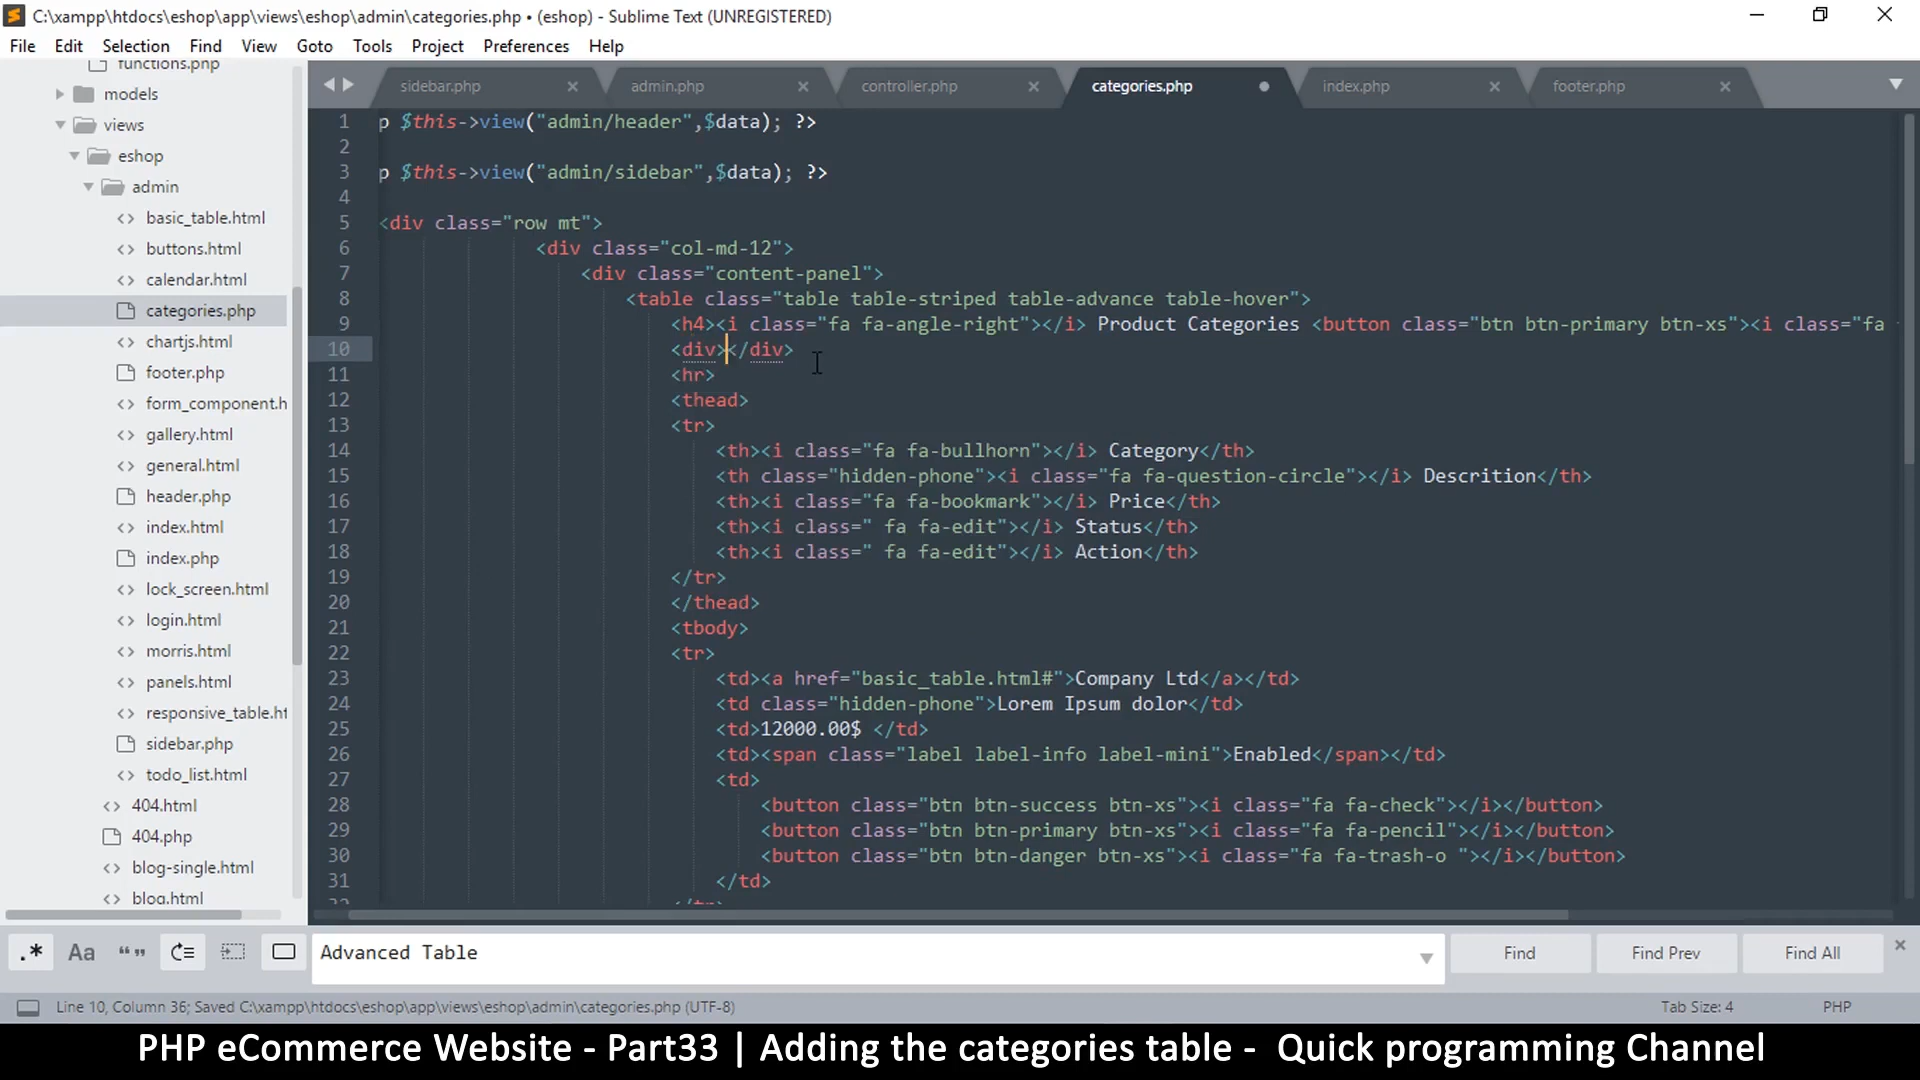 C:\xampp\htdocs\eshop\app\views\eshop\admin\categories.php • (eshop) - Sublime Text (UNREGISTERED)
File Edit Selection Find View Goto Tools Project Preferences Help
functions.php
models
views
eshop
admin
basic_table.html
buttons.html
calendar.html
categories.php
chartjs.html
footer.php
form_component.h
gallery.html
general.html
header.php
index.html
index.php
lock_screen.html
login.html
morris.html
panels.html
responsive_table.ht
sidebar.php
todo_list.html
404.html
404.php
blog-single.html
blog.html
sidebar.php admin.php controller.php categories.php index.php footer.php
1 p $this->view("admin/header",$data); ?>
2
3 p $this->view("admin/sidebar",$data); ?>
4
5 <div class="row mt">
6 <div class="col-md-12">
7 <div class="content-panel">
8 <table class="table table-striped table-advance table-hover">
9 <h4><i class="fa fa-angle-right"></i> Product Categories <button class="btn btn-primary btn-xs"><i class="fa
10 <div></div>
11 <hr>
12 <thead>
13 <tr>
14 <th><i class="fa fa-bullhorn"></i> Category</th>
15 <th class="hidden-phone"><i class="fa fa-question-circle"></i> Descrition</th>
16 <th><i class="fa fa-bookmark"></i> Price</th>
17 <th><i class=" fa fa-edit"></i> Status</th>
18 <th><i class=" fa fa-edit"></i> Action</th>
19 </tr>
20 </thead>
21 <tbody>
22 <tr>
23 <td><a href="basic_table.html#">Company Ltd</a></td>
24 <td class="hidden-phone">Lorem Ipsum dolor</td>
25 <td>12000.00$ </td>
26 <td><span class="label label-info label-mini">Enabled</span></td>
27 <td>
28 <button class="btn btn-success btn-xs"><i class="fa fa-check"></i></button>
29 <button class="btn btn-primary btn-xs"><i class="fa fa-pencil"></i></button>
30 <button class="btn btn-danger btn-xs"><i class="fa fa-trash-o "></i></button>
31 </td>
32 </tr>
.* Aa “ ” Advanced Table Find Find Prev Find All
Line 10, Column 36; Saved C:\xampp\htdocs\eshop\app\views\eshop\admin\categories.php (UTF-8) Tab Size: 4 PHP
PHP eCommerce Website - Part33 | Adding the categories table - Quick programming Channel